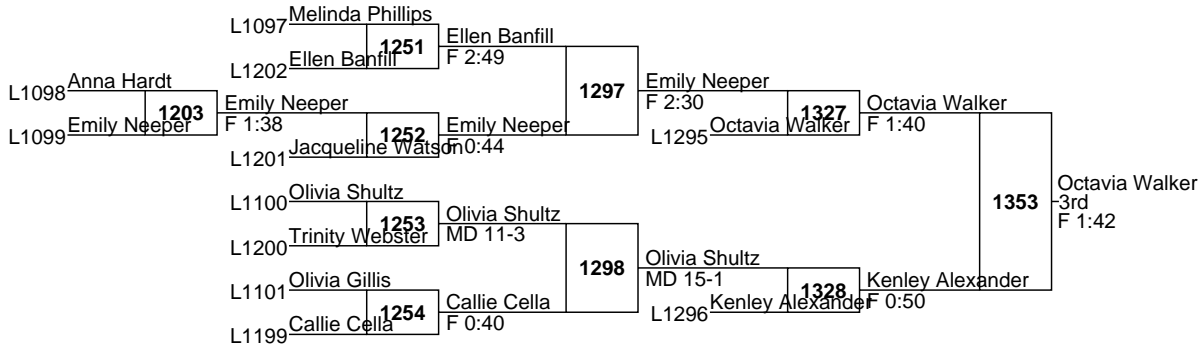 L1097 Melinda Phillips
1251 Ellen Banfill
L1202 Ellen Banfill F 2:49
L1098 Anna Hardt 1297 Emily Neeper
1203 Emily Neeper F 2:30 1327 Octavia Walker
L1099 Emily Neeper F 1:38 1252 Emily Neeper L1295 Octavia Walker F 1:40
L1201 Jacqueline Watson F 0:44
L1100 Olivia Shultz 1353 Octavia Walker
3rd
1253 Olivia Shultz F 1:42
L1200 Trinity Webster MD 11-3
1298 Olivia Shultz
L1101 Olivia Gillis MD 15-1 1328 Kenley Alexander
1254 Callie Cella L1296 Kenley Alexander F 0:50
L1199 Callie Cella F 0:40